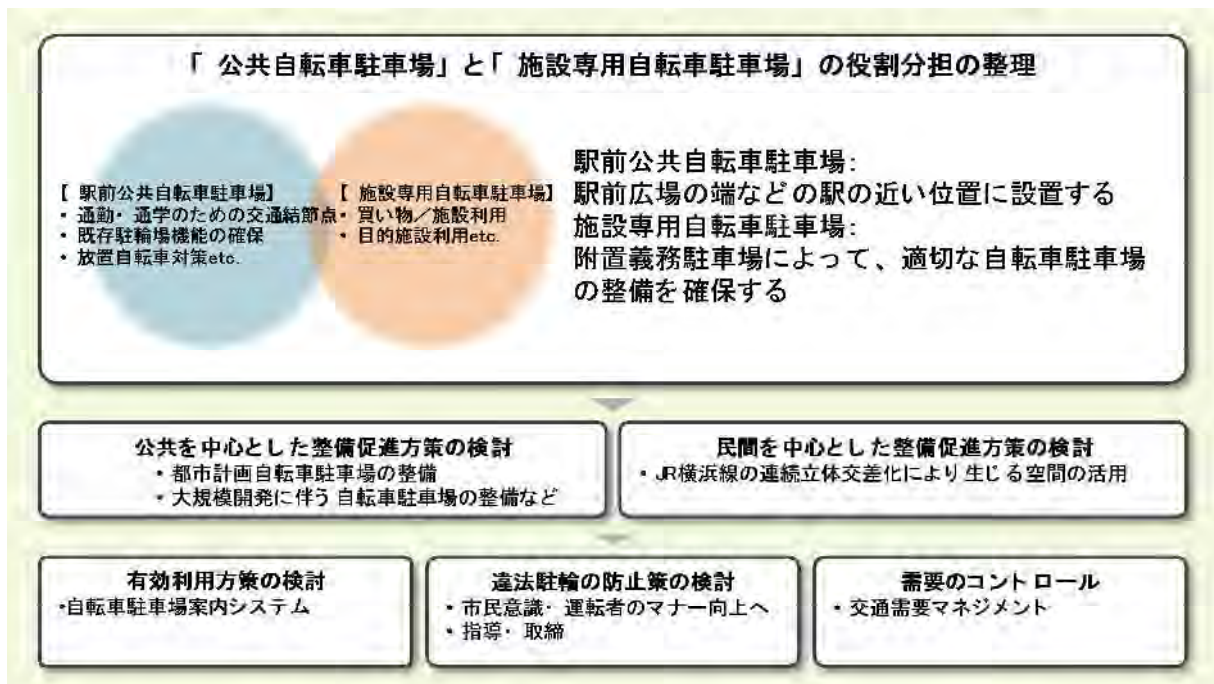 「 公共自転車駐車場」と「 施設専用自転車駐車場」の役割分担の整理
【 駅前公共自転車駐車場】
・ 通勤・ 通学のための交通結節点
・ 既存駐輪場機能の確保
・ 放置自転車対策etc.
【 施設専用自転車駐車場】
・ 買い物／施設利用
・ 目的施設利用etc.
駅前公共自転車駐車場：
駅前広場の端などの駅の近い位置に設置する
施設専用自転車駐車場：
附置義務駐車場によって、適切な自転車駐車場
の整備を確保する
公共を中心とした整備促進方策の検討
・ 都市計画自転車駐車場の整備
・ 大規模開発に伴う自転車駐車場の整備など
民間を中心とした整備促進方策の検討
・ JR横浜線の連続立体交差化により生じる空間の活用
有効利用方策の検討
・自転車駐車場案内システム
違法駐輪の防止策の検討
・ 市民意識・ 運転者のマナー向上へ
・ 指導・ 取締
需要のコントロール
・ 交通需要マネジメント